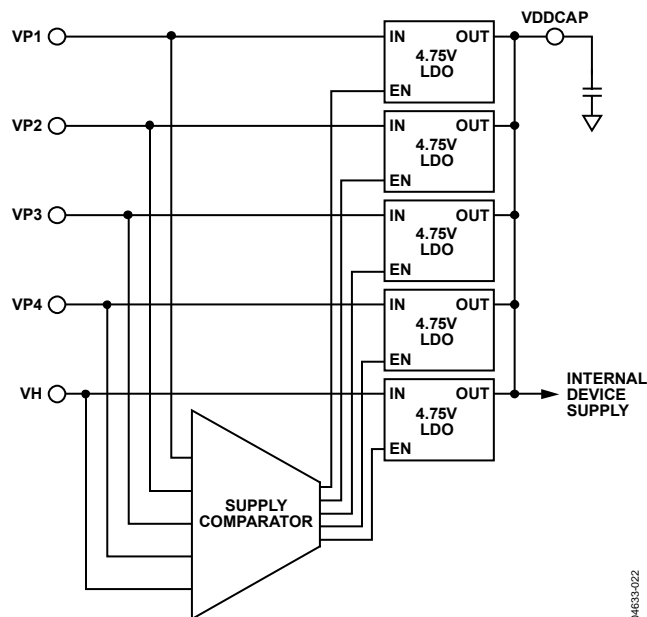 VP1
VP2
VP3
VP4
VH
IN
OUT
4.75V
LDO
EN
IN
OUT
4.75V
LDO
EN
IN
OUT
4.75V
LDO
EN
IN
OUT
4.75V
LDO
EN
IN
OUT
4.75V
LDO
EN
VDDCAP
INTERNAL
DEVICE
SUPPLY
SUPPLY
COMPARATOR
04633-022